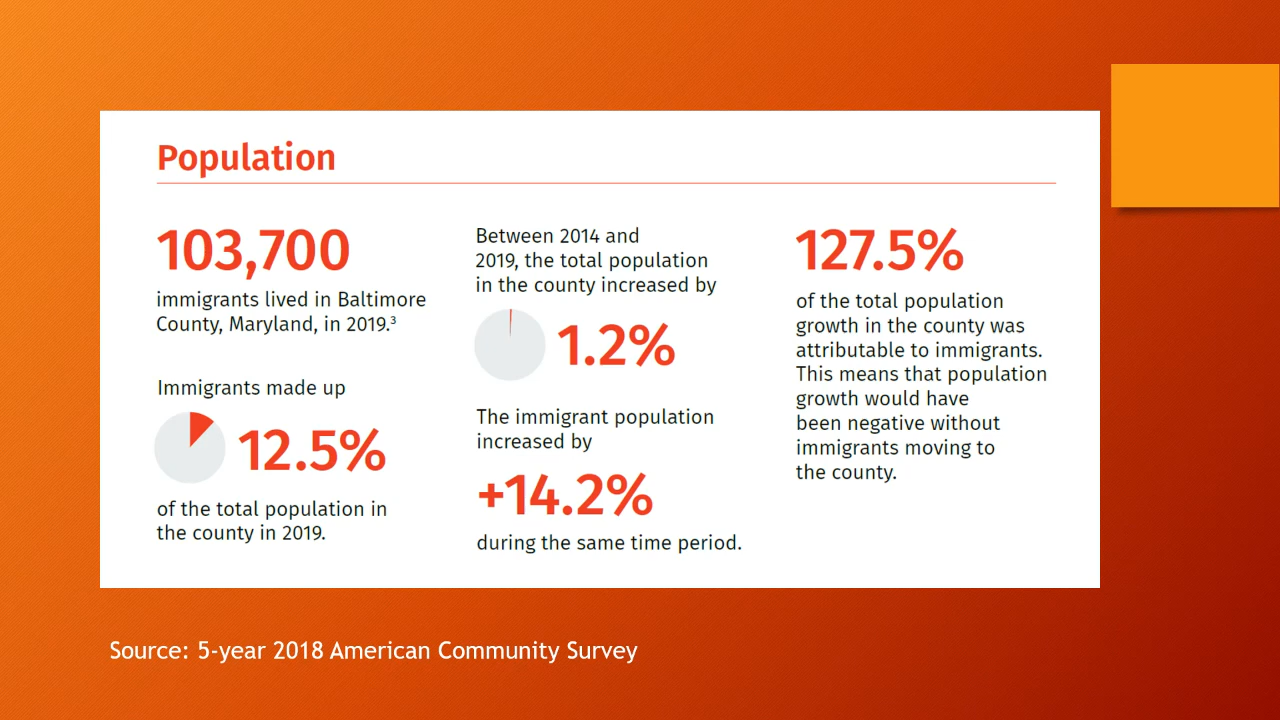 Population
103,700
immigrants lived in Baltimore
County, Maryland, in 2019.³
Immigrants made up
12.5%
of the total population in
the county in 2019.
Between 2014 and
2019, the total population
in the county increased by
1.2%
The immigrant population
increased by
+14.2%
during the same time period.
127.5%
of the total population
growth in the county was
attributable to immigrants.
This means that population
growth would have
been negative without
immigrants moving to
the county.
Source: 5-year 2018 American Community Survey